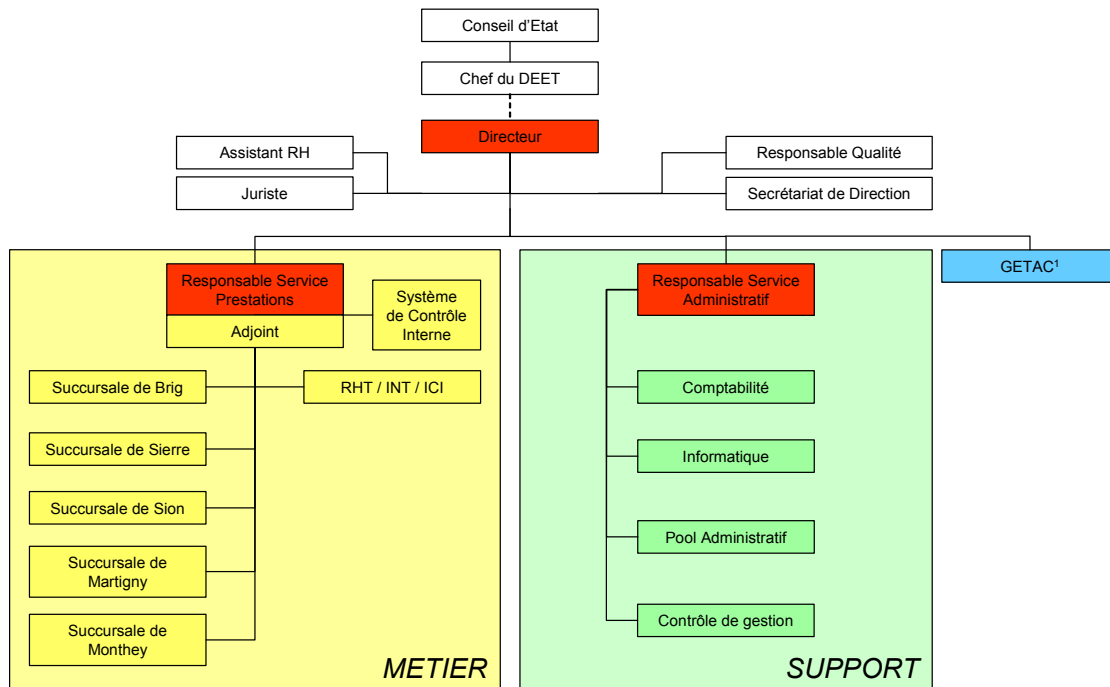 Conseil d'Etat
Chef du DEET
Directeur
Assistant RH
Responsable Qualité
Juriste
Secrétariat de Direction
Responsable Service
Prestations
Adjoint
Système
de Contrôle
Interne
Responsable Service
Administratif
GETAC¹
Succursale de Brig
RHT / INT / ICI
Succursale de Sierre
Succursale de Sion
Succursale de
Martigny
Succursale de
Monthey
METIER
Comptabilité
Informatique
Pool Administratif
Contrôle de gestion
SUPPORT